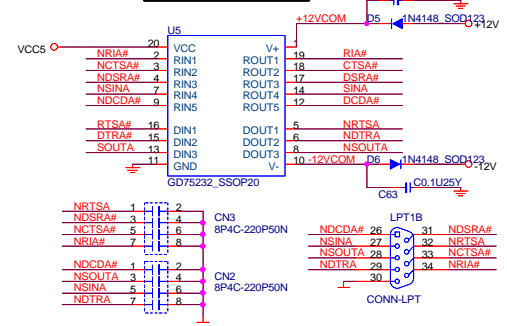 +12VCOM D5 1N4148_SOD123 +12V
U5
VCC5 20 VCC V+ 1
NRIA# 2 RIN1 ROUT1 19 RIA#
NCTSA# 3 RIN2 ROUT2 18 CTSA#
NDSRA# 4 RIN3 ROUT3 17 DSRA#
NSINA 7 RIN4 ROUT4 14 SINA
NDCDA# 9 RIN5 ROUT5 12 DCDA#
RTSA# 16 DIN1 DOUT1 5 NRTSA
DTRA# 15 DIN2 DOUT2 6 NDTRA
SOUTA 13 DIN3 DOUT3 8 NSOUTA
11 GND V- 10 -12VCOM D6 1N4148_SOD123 -12V
GD75232_SSOP20
C63 C0.1U25Y
NRTSA 1 2 CN3
NDSRA# 3 4 8P4C-220P50N
NCTSA# 5 6
NRIA# 7 8
NDCDA# 1 2 CN2
NSOUTA 3 4 8P4C-220P50N
NSINA 5 6
NDTRA 7 8
LPT1B
NDCDA# 26 31 NDSRA#
NSINA 27 32 NRTSA
NSOUTA 28 33 NCTSA#
NDTRA 29 34 NRIA#
30
CONN-LPT